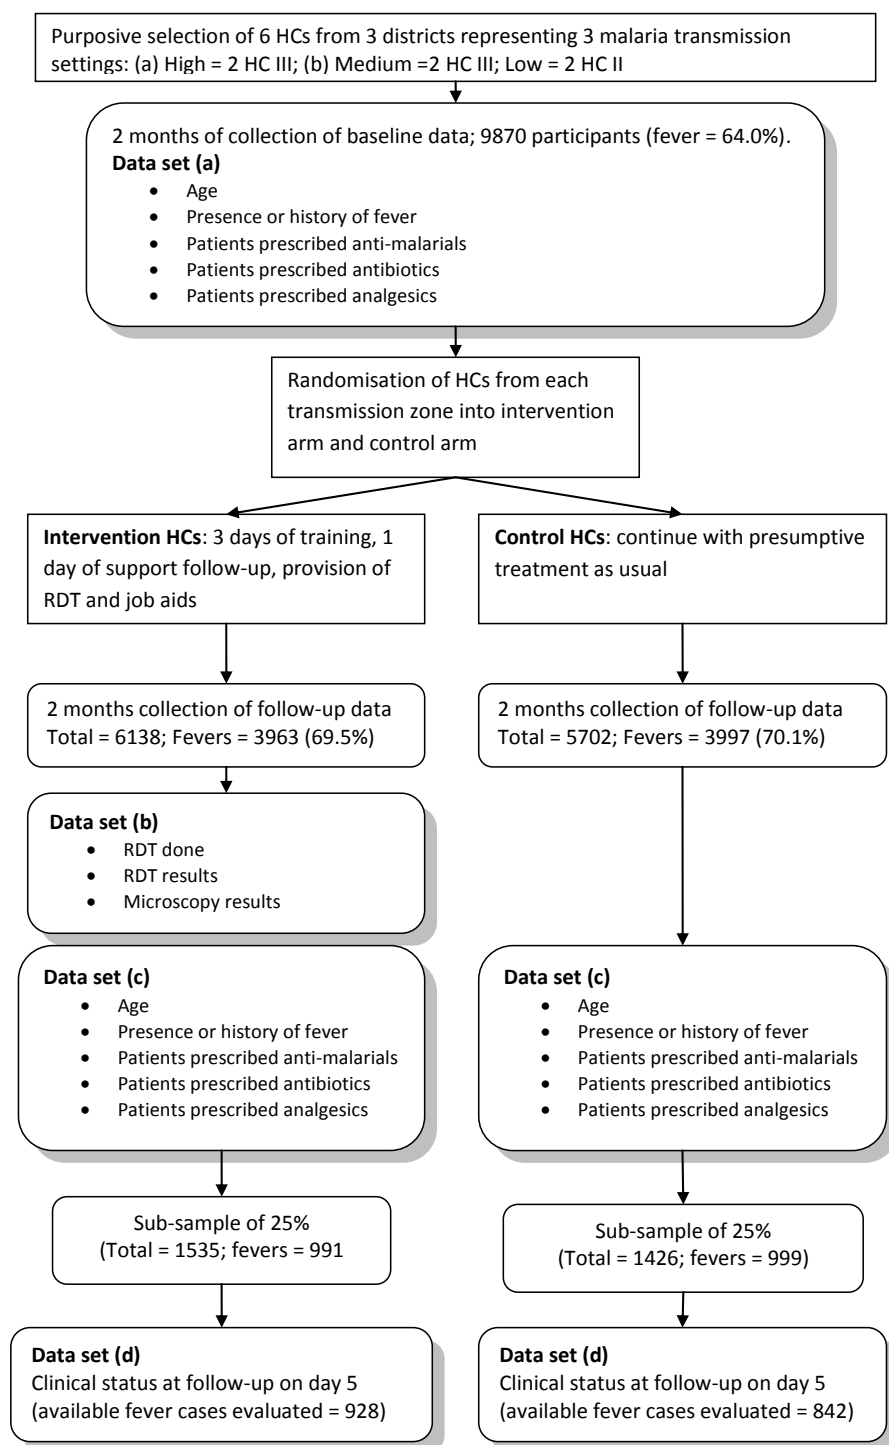 Purposive selection of 6 HCs from 3 districts representing 3 malaria transmission
settings: (a) High = 2 HC III; (b) Medium =2 HC III; Low = 2 HC II
2 months of collection of baseline data; 9870 participants (fever = 64.0%).
Data set (a)
• Age
• Presence or history of fever
• Patients prescribed anti-malarials
• Patients prescribed antibiotics
• Patients prescribed analgesics
Randomisation of HCs from each
transmission zone into intervention
arm and control arm
Intervention HCs: 3 days of training, 1
day of support follow-up, provision of
RDT and job aids
Control HCs: continue with presumptive
treatment as usual
2 months collection of follow-up data
Total = 6138; Fevers = 3963 (69.5%)
2 months collection of follow-up data
Total = 5702; Fevers = 3997 (70.1%)
Data set (b)
• RDT done
• RDT results
• Microscopy results
Data set (c)
• Age
• Presence or history of fever
• Patients prescribed anti-malarials
• Patients prescribed antibiotics
• Patients prescribed analgesics
Data set (c)
• Age
• Presence or history of fever
• Patients prescribed anti-malarials
• Patients prescribed antibiotics
• Patients prescribed analgesics
Sub-sample of 25%
(Total = 1535; fevers = 991
Sub-sample of 25%
(Total = 1426; fevers = 999)
Data set (d)
Clinical status at follow-up on day 5
(available fever cases evaluated = 928)
Data set (d)
Clinical status at follow-up on day 5
(available fever cases evaluated = 842)